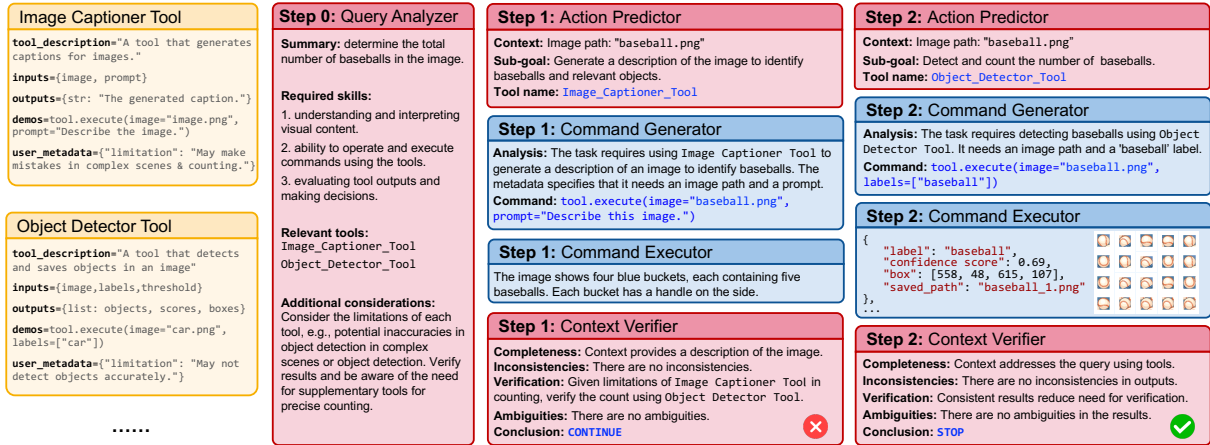 Image Captioner Tool
tool_description="A tool that generates
captions for images."
inputs={image, prompt}
outputs={str: "The generated caption."}
demos=tool.execute(image="image.png",
prompt="Describe the image.")
user_metadata={"limitation": "May make
mistakes in complex scenes & counting."}
Object Detector Tool
tool_description="A tool that detects
and saves objects in an image"
inputs={image,labels,threshold}
outputs={list: objects, scores, boxes}
demos=tool.execute(image="car.png",
labels=["car"])
user_metadata={"limitation": "May not
detect objects accurately."}
......
Step 0: Query Analyzer
Summary: determine the total
number of baseballs in the image.
Required skills:
1. understanding and interpreting
visual content.
2. ability to operate and execute
commands using the tools.
3. evaluating tool outputs and
making decisions.
Relevant tools:
Image_Captioner_Tool
Object_Detector_Tool
Additional considerations:
Consider the limitations of each
tool, e.g., potential inaccuracies in
object detection in complex
scenes or object detection. Verify
results and be aware of the need
for supplementary tools for
precise counting.
Step 1: Action Predictor
Context: Image path: "baseball.png"
Sub-goal: Generate a description of the image to identify
baseballs and relevant objects.
Tool name: Image_Captioner_Tool
Step 1: Command Generator
Analysis: The task requires using Image Captioner Tool to
generate a description of an image to identify baseballs. The
metadata specifies that it needs an image path and a prompt.
Command: tool.execute(image="baseball.png",
prompt="Describe this image.")
Step 1: Command Executor
The image shows four blue buckets, each containing five
baseballs. Each bucket has a handle on the side.
Step 1: Context Verifier
Completeness: Context provides a description of the image.
Inconsistencies: There are no inconsistencies.
Verification: Given limitations of Image Captioner Tool in
counting, verify the count using Object Detector Tool.
Ambiguities: There are no ambiguities.
Conclusion: CONTINUE
Step 2: Action Predictor
Context: Image path: "baseball.png"
Sub-goal: Detect and count the number of baseballs.
Tool name: Object_Detector_Tool
Step 2: Command Generator
Analysis: The task requires detecting baseballs using Object
Detector Tool. It needs an image path and a 'baseball' label.
Command: tool.execute(image="baseball.png",
labels=["baseball"])
Step 2: Command Executor
{
"label": "baseball",
"confidence score": 0.69,
"box": [558, 48, 615, 107],
"saved_path": "baseball_1.png"
},
...
Step 2: Context Verifier
Completeness: Context addresses the query using tools.
Inconsistencies: There are no inconsistencies in outputs.
Verification: Consistent results reduce need for verification.
Ambiguities: There are no ambiguities in the results.
Conclusion: STOP